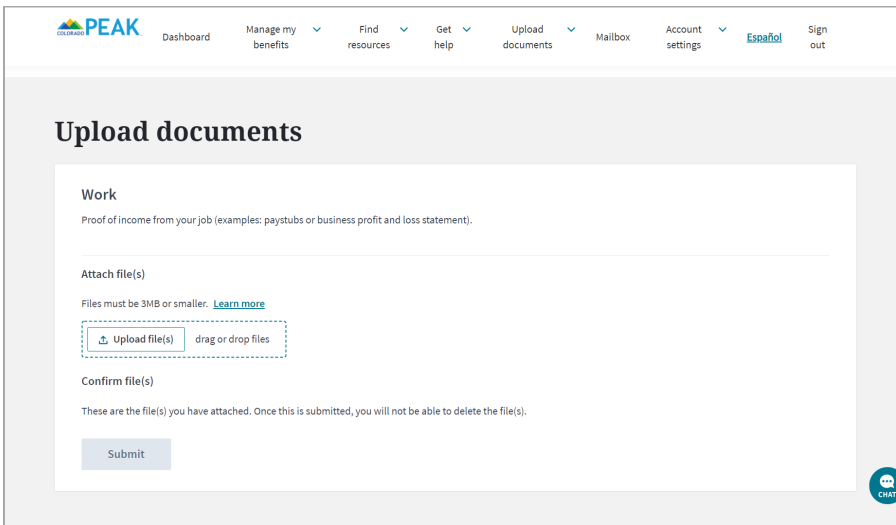 COLORADO PEAK
Dashboard
Manage my benefits
Find resources
Get help
Upload documents
Mailbox
Account settings
Español
Sign out
Upload documents
Work
Proof of income from your job (examples: paystubs or business profit and loss statement).
Attach file(s)
Files must be 3MB or smaller. Learn more
Upload file(s) drag or drop files
Confirm file(s)
These are the file(s) you have attached. Once this is submitted, you will not be able to delete the file(s).
Submit
CHAT